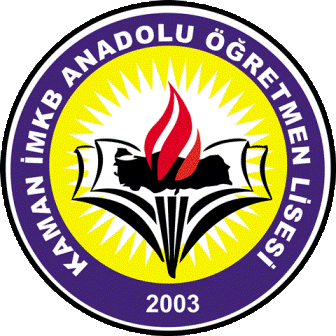 KAMAN İMKB ANADOLU ÖĞRETMEN LİSESİ
2003